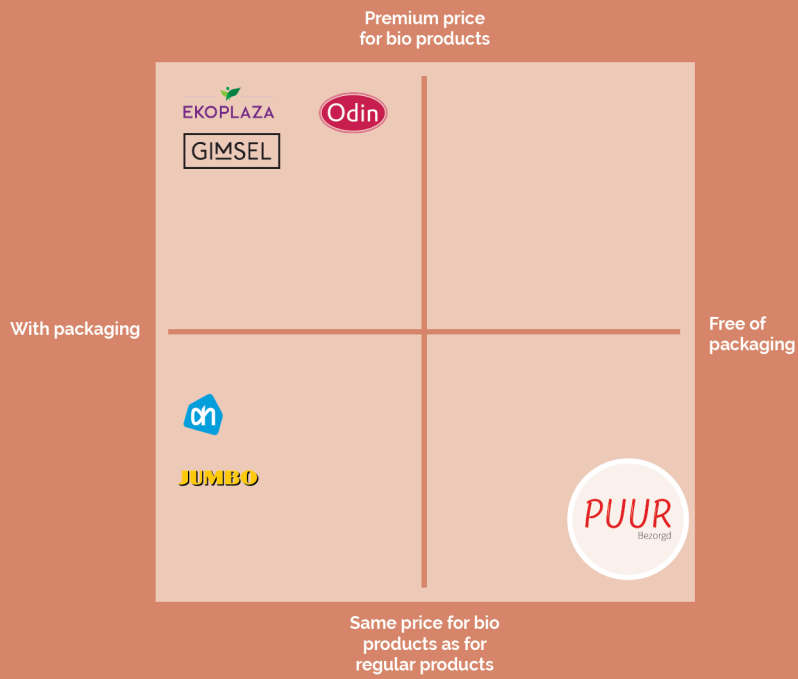 Premium price
for bio products
EKOPLAZA
Odin
GIMSEL
With packaging
Free of
packaging
ah
JUMBO
PUUR
Bezorgd
Same price for bio
products as for
regular products